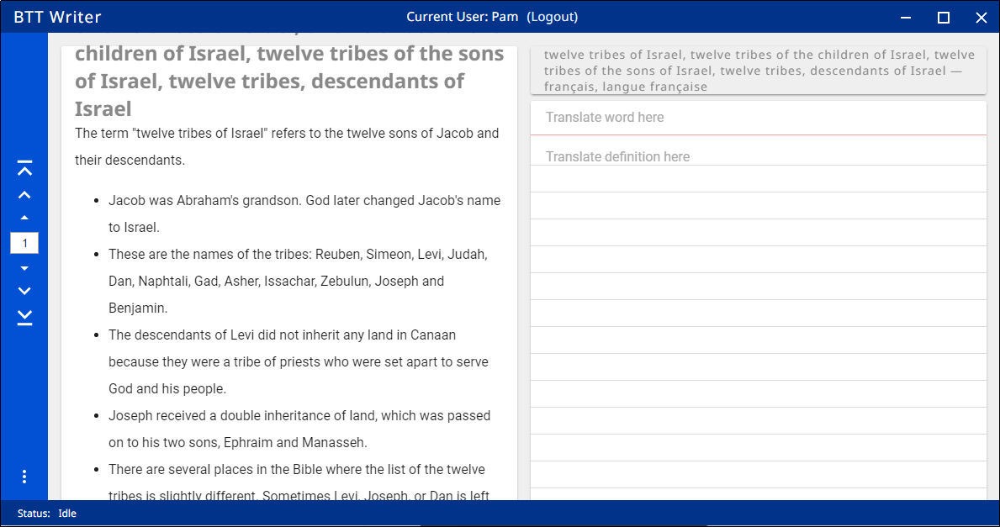 BTT Writer
Current User: Pam (Logout)
children of Israel, twelve tribes of the sons
of Israel, twelve tribes, descendants of
Israel
The term "twelve tribes of Israel" refers to the twelve sons of Jacob and
their descendants.
• Jacob was Abraham's grandson. God later changed Jacob's name
to Israel.
• These are the names of the tribes: Reuben, Simeon, Levi, Judah,
Dan, Naphtali, Gad, Asher, Issachar, Zebulun, Joseph and
Benjamin.
• The descendants of Levi did not inherit any land in Canaan
because they were a tribe of priests who were set apart to serve
God and his people.
• Joseph received a double inheritance of land, which was passed
on to his two sons, Ephraim and Manasseh.
• There are several places in the Bible where the list of the twelve
tribes is slightly different. Sometimes Levi, Joseph, or Dan is left
twelve tribes of Israel, twelve tribes of the children of Israel, twelve
tribes of the sons of Israel, twelve tribes, descendants of Israel —
français, langue française
Translate word here
Translate definition here
1
Status: Idle